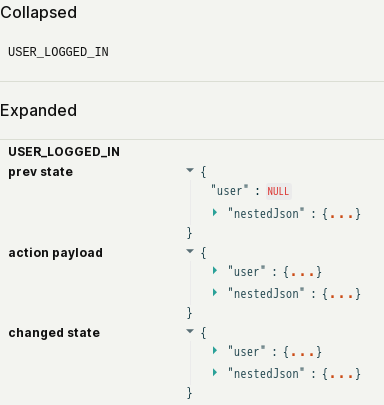 Collapsed
USER_LOGGED_IN
Expanded
USER_LOGGED_IN
prev state {
"user" : NULL
"nestedJson" : {...}
}
action payload {
"user" : {...}
"nestedJson" : {...}
}
changed state {
"user" : {...}
"nestedJson" : {...}
}